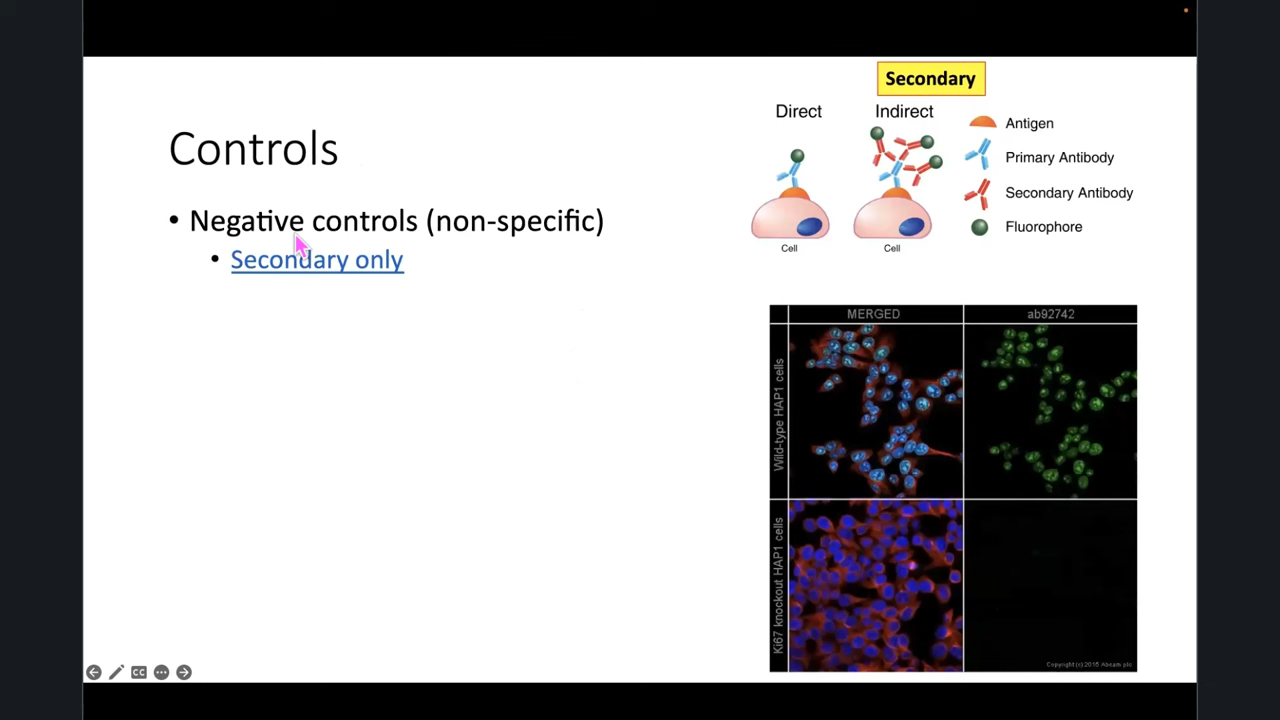 Controls
• Negative controls (non-specific)
• Secondary only
Secondary
Direct
Indirect
Antigen
Primary Antibody
Secondary Antibody
Fluorophore
Cell
Cell
MERGED
ab92742
Wild-type HAP1 cells
Ki67 knockout HAP1 cells
Copyright (c) 2015 Abcam plc
CC